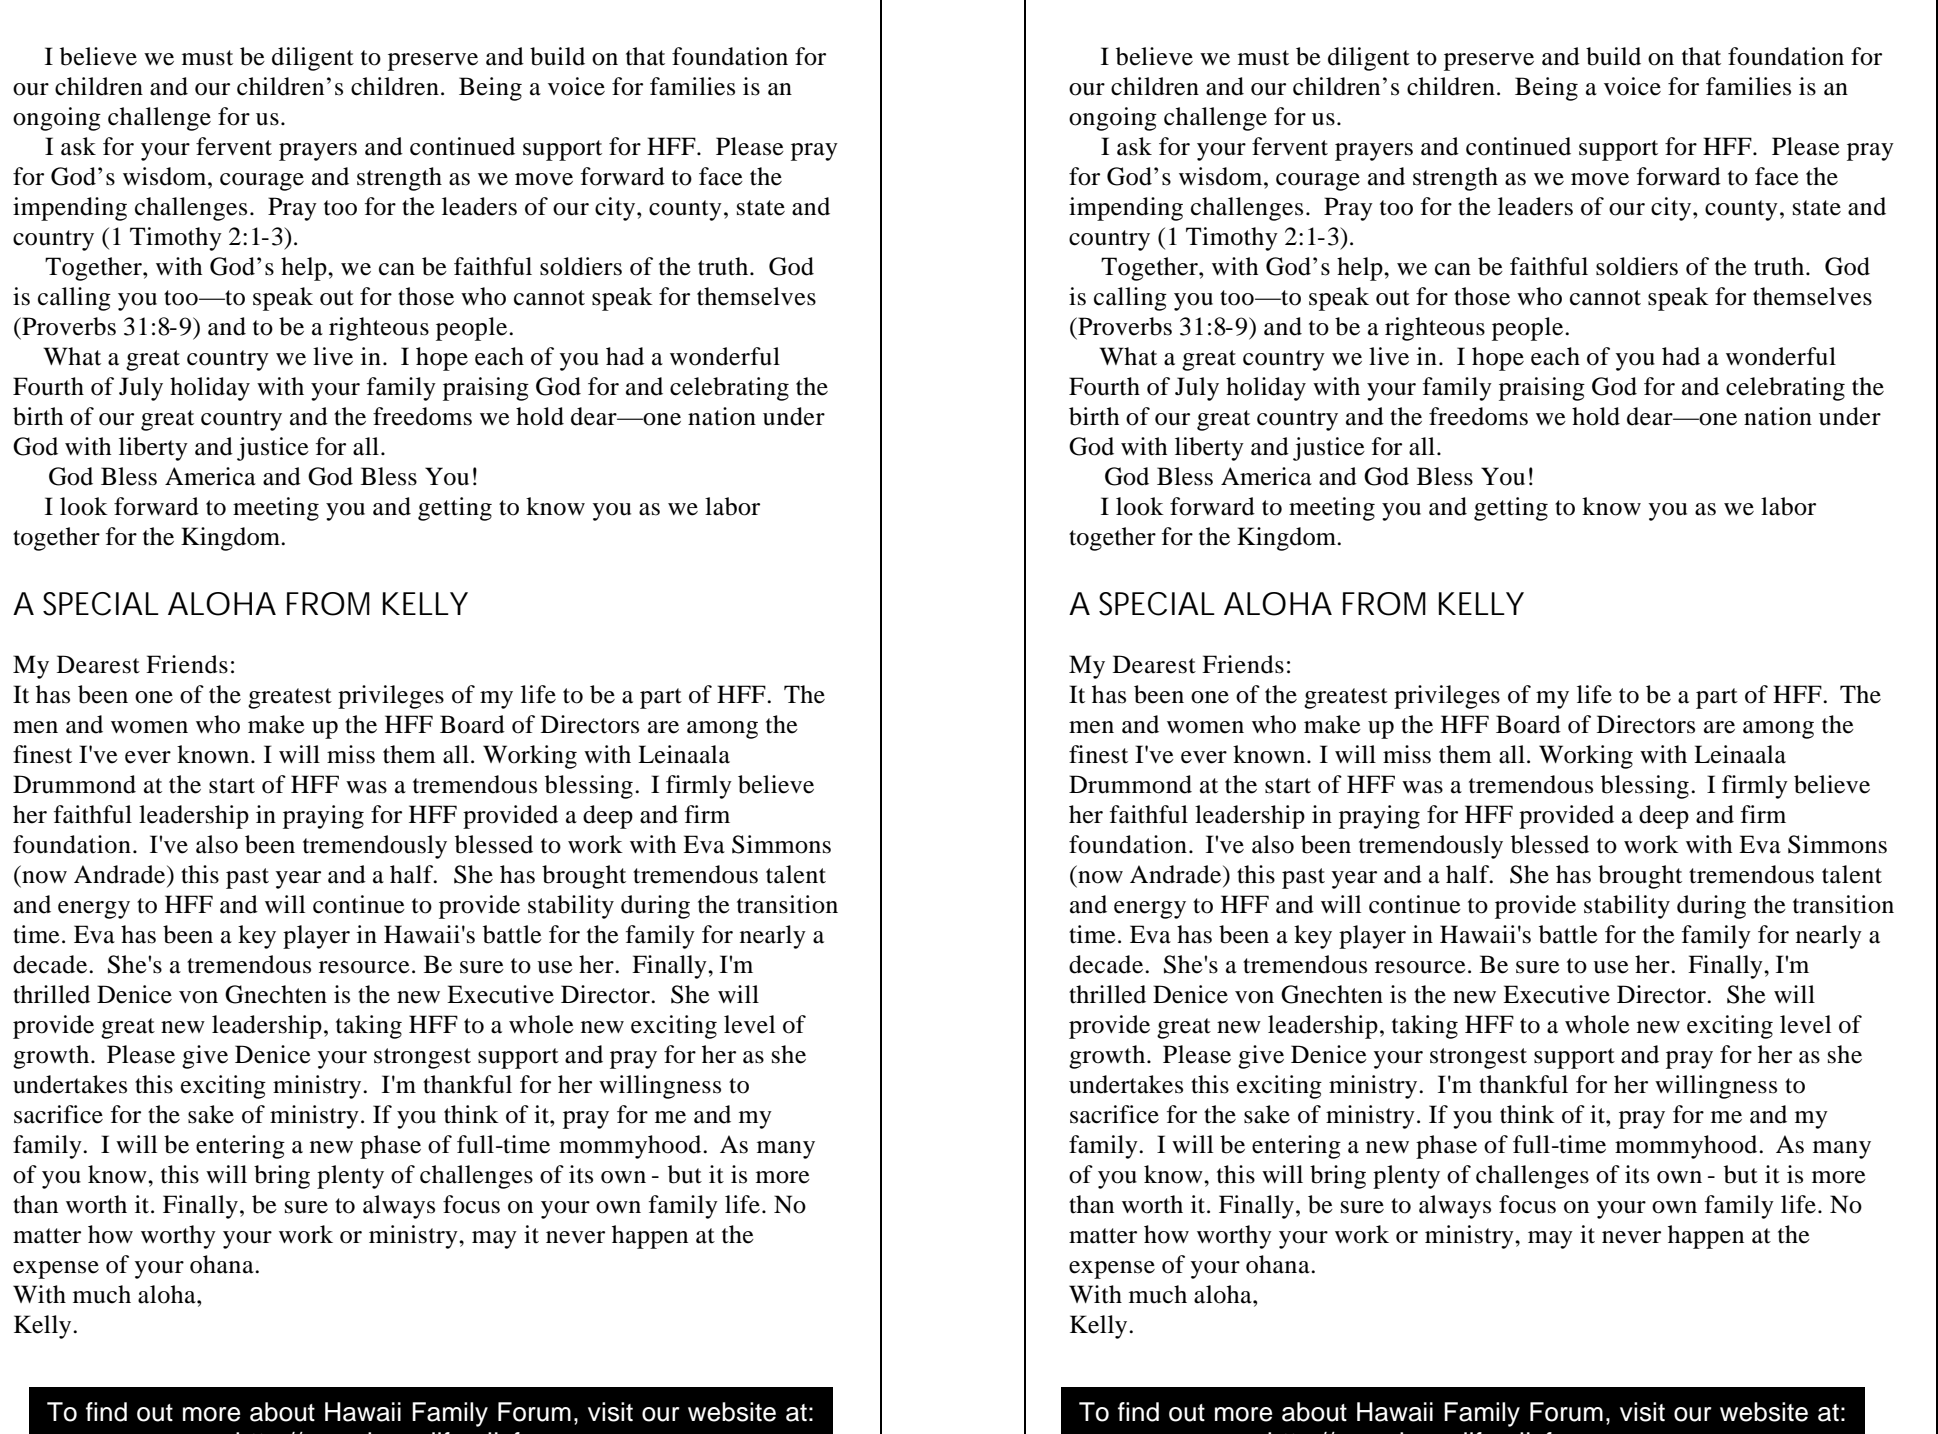 I believe we must be diligent to preserve and build on that foundation for
our children and our children’s children.  Being a voice for families is an
ongoing challenge for us.
I ask for your fervent prayers and continued support for HFF.  Please pray
for God’s wisdom, courage and strength as we move forward to face the
impending challenges.  Pray too for the leaders of our city, county, state and
country (1 Timothy 2:1-3).
Together, with God’s help, we can be faithful soldiers of the truth.  God
is calling you too—to speak out for those who cannot speak for themselves
(Proverbs 31:8-9) and to be a righteous people.
What a great country we live in.  I hope each of you had a wonderful
Fourth of July holiday with your family praising God for and celebrating the
birth of our great country and the freedoms we hold dear—one nation under
God with liberty and justice for all.
God Bless America and God Bless You!
I look forward to meeting you and getting to know you as we labor
together for the Kingdom.
A SPECIAL ALOHA FROM KELLY
My Dearest Friends:
It has been one of the greatest privileges of my life to be a part of HFF.  The
men and women who make up the HFF Board of Directors are among the
finest I've ever known. I will miss them all. Working with Leinaala
Drummond at the start of HFF was a tremendous blessing.  I firmly believe
her faithful leadership in praying for HFF provided a deep and firm
foundation.  I've also been tremendously blessed to work with Eva Simmons
(now Andrade) this past year and a half.  She has brought tremendous talent
and energy to HFF and will continue to provide stability during the transition
time. Eva has been a key player in Hawaii's battle for the family for nearly a
decade.  She's a tremendous resource. Be sure to use her.  Finally, I'm
thrilled Denice von Gnechten is the new Executive Director.  She will
provide great new leadership, taking HFF to a whole new exciting level of
growth.  Please give Denice your strongest support and pray for her as she
undertakes this exciting ministry.  I'm thankful for her willingness to
sacrifice for the sake of ministry. If you think of it, pray for me and my
family.  I will be entering a new phase of full-time mommyhood.  As many
of you know, this will bring plenty of challenges of its own - but it is more
than worth it. Finally, be sure to always focus on your own family life. No
matter how worthy your work or ministry, may it never happen at the
expense of your ohana.
With much aloha,
Kelly.
To find out more about Hawaii Family Forum, visit our website at:
I believe we must be diligent to preserve and build on that foundation for
our children and our children’s children.  Being a voice for families is an
ongoing challenge for us.
I ask for your fervent prayers and continued support for HFF.  Please pray
for God’s wisdom, courage and strength as we move forward to face the
impending challenges.  Pray too for the leaders of our city, county, state and
country (1 Timothy 2:1-3).
Together, with God’s help, we can be faithful soldiers of the truth.  God
is calling you too—to speak out for those who cannot speak for themselves
(Proverbs 31:8-9) and to be a righteous people.
What a great country we live in.  I hope each of you had a wonderful
Fourth of July holiday with your family praising God for and celebrating the
birth of our great country and the freedoms we hold dear—one nation under
God with liberty and justice for all.
God Bless America and God Bless You!
I look forward to meeting you and getting to know you as we labor
together for the Kingdom.
A SPECIAL ALOHA FROM KELLY
My Dearest Friends:
It has been one of the greatest privileges of my life to be a part of HFF.  The
men and women who make up the HFF Board of Directors are among the
finest I've ever known. I will miss them all. Working with Leinaala
Drummond at the start of HFF was a tremendous blessing.  I firmly believe
her faithful leadership in praying for HFF provided a deep and firm
foundation.  I've also been tremendously blessed to work with Eva Simmons
(now Andrade) this past year and a half.  She has brought tremendous talent
and energy to HFF and will continue to provide stability during the transition
time. Eva has been a key player in Hawaii's battle for the family for nearly a
decade.  She's a tremendous resource. Be sure to use her.  Finally, I'm
thrilled Denice von Gnechten is the new Executive Director.  She will
provide great new leadership, taking HFF to a whole new exciting level of
growth.  Please give Denice your strongest support and pray for her as she
undertakes this exciting ministry.  I'm thankful for her willingness to
sacrifice for the sake of ministry. If you think of it, pray for me and my
family.  I will be entering a new phase of full-time mommyhood.  As many
of you know, this will bring plenty of challenges of its own - but it is more
than worth it. Finally, be sure to always focus on your own family life. No
matter how worthy your work or ministry, may it never happen at the
expense of your ohana.
With much aloha,
Kelly.
To find out more about Hawaii Family Forum, visit our website at: